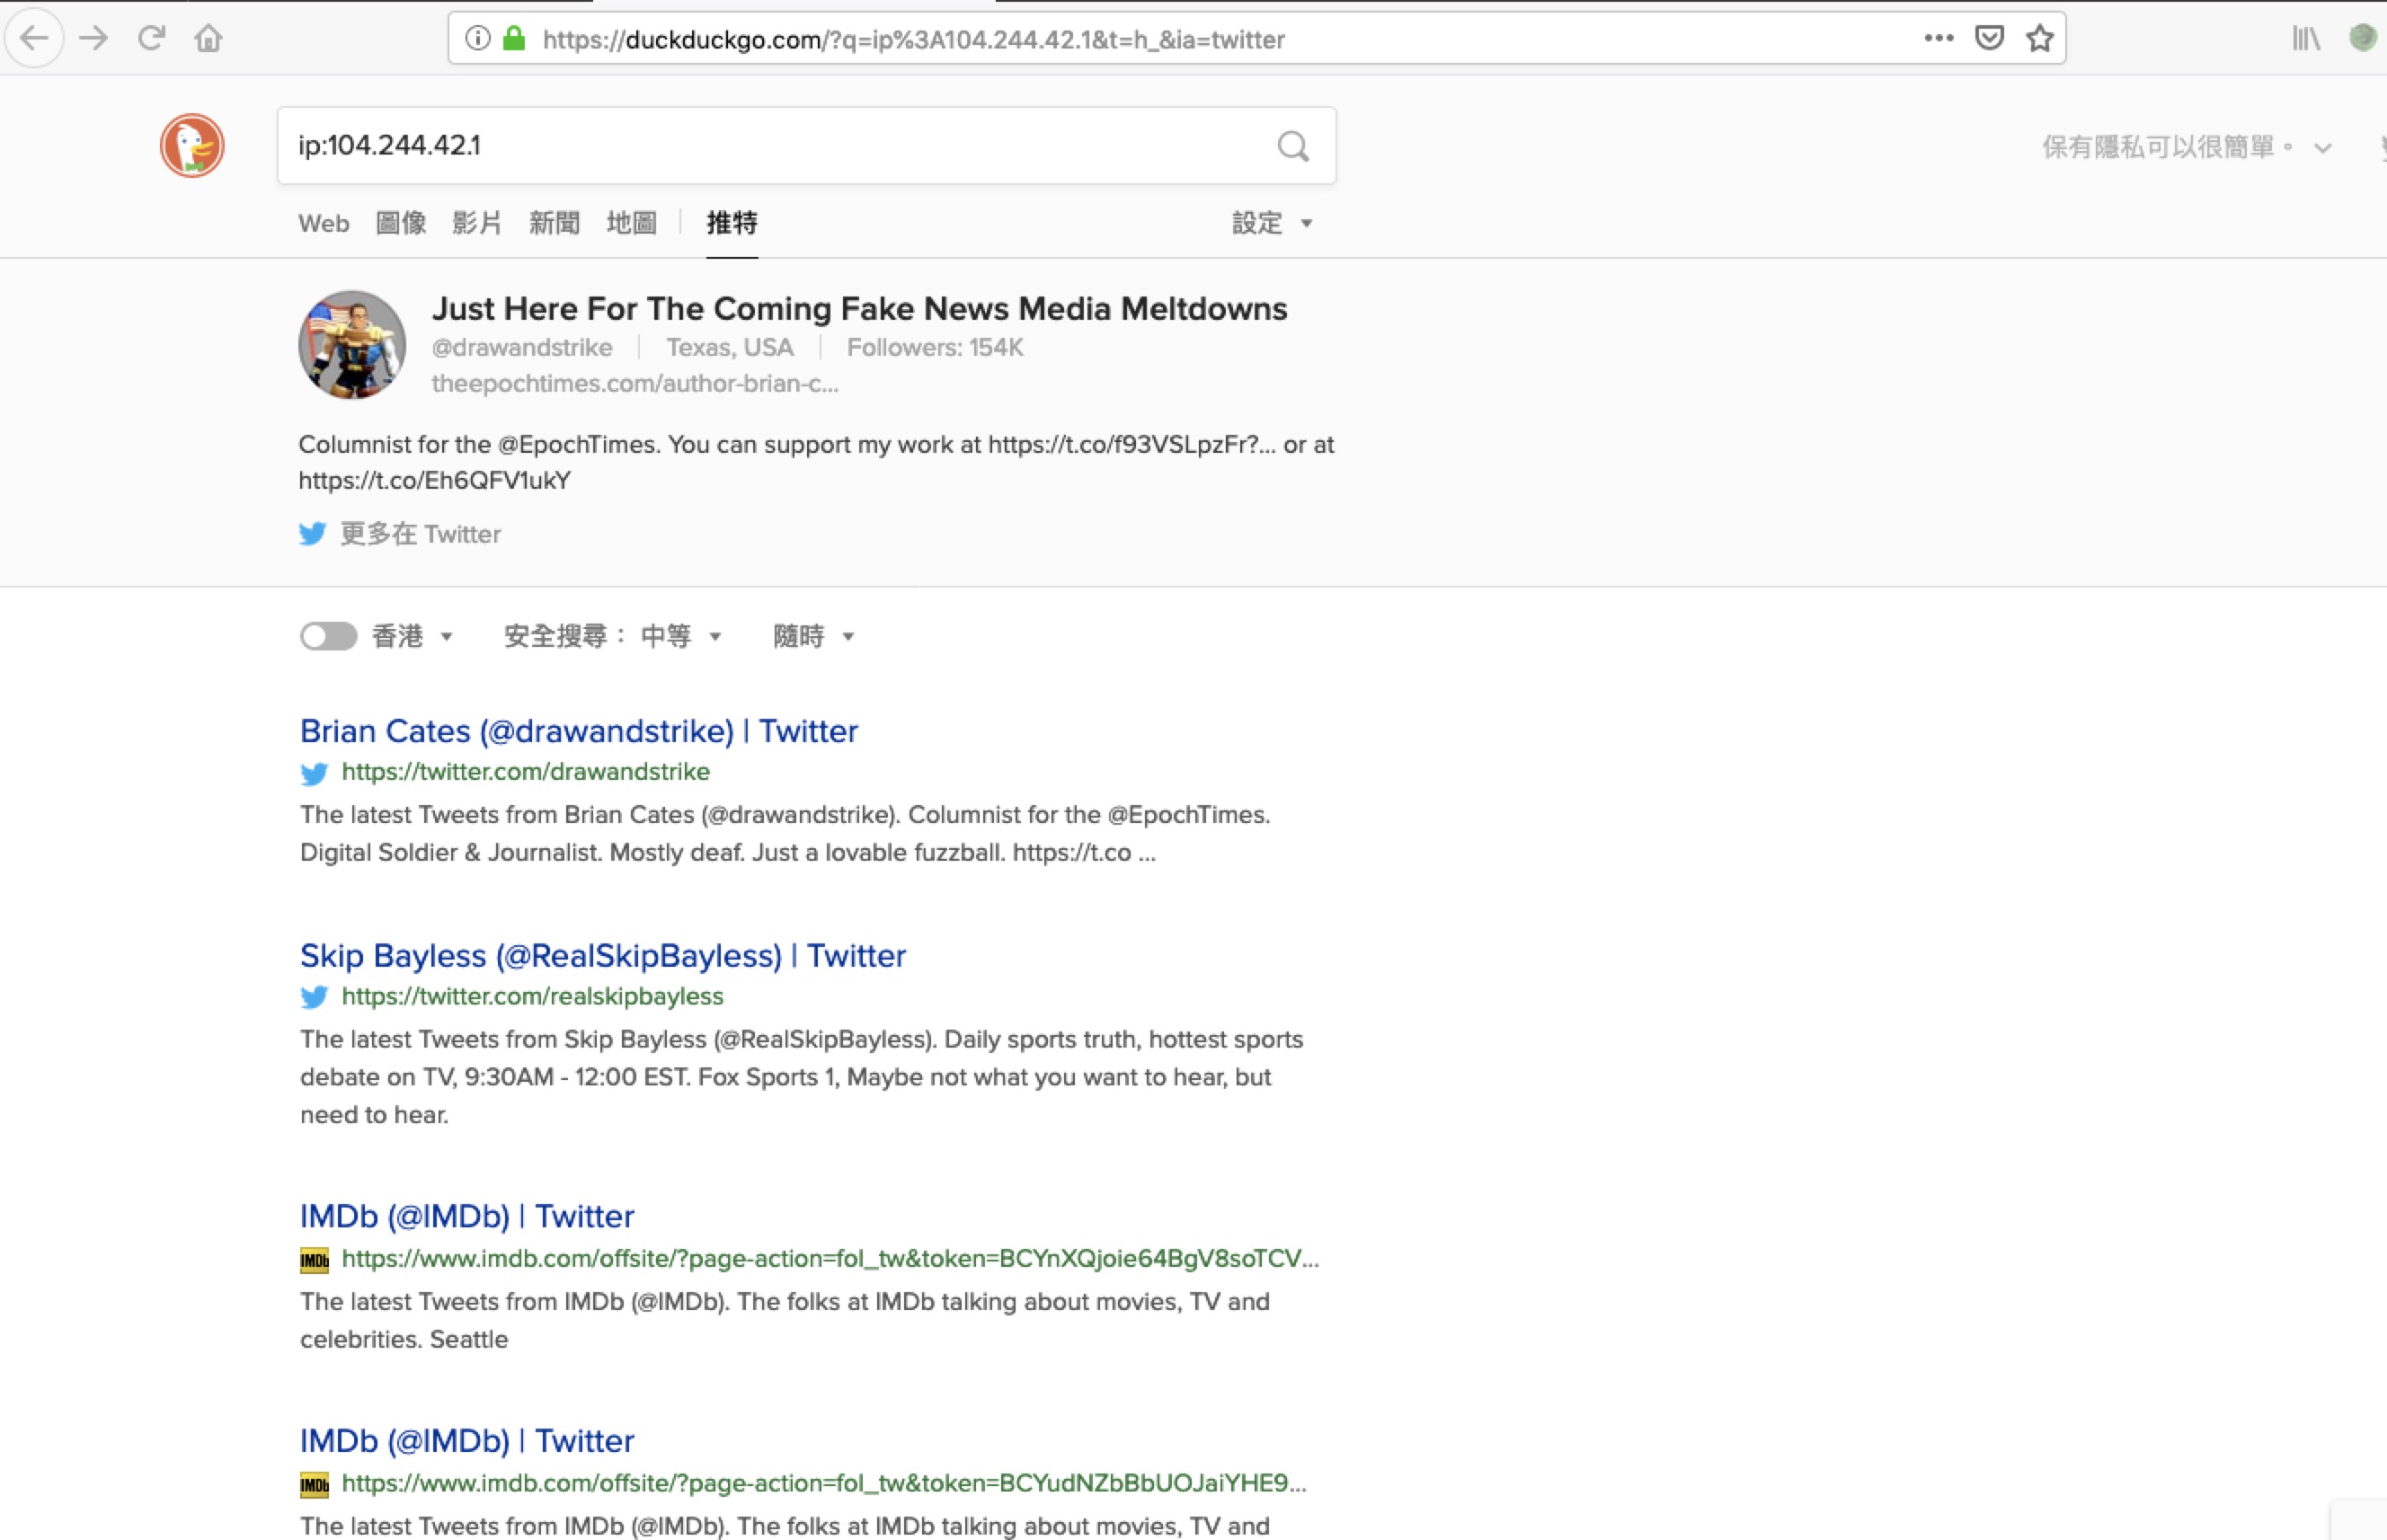 https://duckduckgo.com/?q=ip%3A104.244.42.1&t=h_&ia=twitter
ip:104.244.42.1
保有隱私可以很簡單。
Web 圖像 影片 新聞 地圖 推特 設定
Just Here For The Coming Fake News Media Meltdowns
@drawandstrike Texas, USA Followers: 154K
theepochtimes.com/author-brian-c...
Columnist for the @EpochTimes. You can support my work at https://t.co/f93VSLpzFr?... or at
https://t.co/Eh6QFV1ukY
更多在 Twitter
香港 安全搜尋： 中等 隨時
Brian Cates (@drawandstrike) | Twitter
https://twitter.com/drawandstrike
The latest Tweets from Brian Cates (@drawandstrike). Columnist for the @EpochTimes.
Digital Soldier & Journalist. Mostly deaf. Just a lovable fuzzball. https://t.co ...
Skip Bayless (@RealSkipBayless) | Twitter
https://twitter.com/realskipbayless
The latest Tweets from Skip Bayless (@RealSkipBayless). Daily sports truth, hottest sports
debate on TV, 9:30AM - 12:00 EST. Fox Sports 1, Maybe not what you want to hear, but
need to hear.
IMDb (@IMDb) | Twitter
IMDb https://www.imdb.com/offsite/?page-action=fol_tw&token=BCYnXQjoie64BgV8soTCV...
The latest Tweets from IMDb (@IMDb). The folks at IMDb talking about movies, TV and
celebrities. Seattle
IMDb (@IMDb) | Twitter
IMDb https://www.imdb.com/offsite/?page-action=fol_tw&token=BCYudNZbBbUOJaiYHE9...
The latest Tweets from IMDb (@IMDb). The folks at IMDb talking about movies, TV and